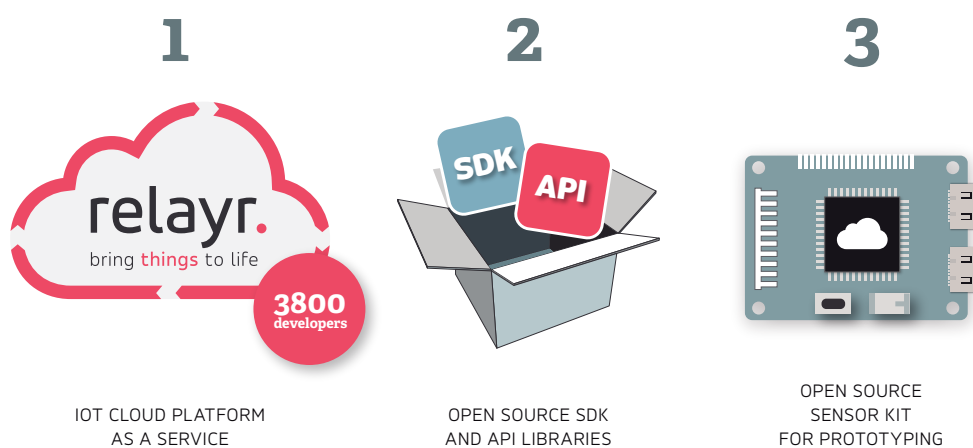 1
2
3
relayr.
bring things to life
3800
developers
SDK
API
IOT CLOUD PLATFORM
AS A SERVICE
OPEN SOURCE SDK
AND API LIBRARIES
OPEN SOURCE
SENSOR KIT
FOR PROTOTYPING